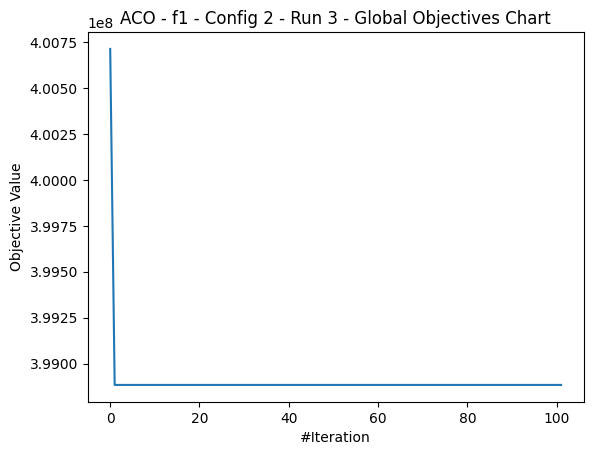 ACO - f1 - Config 2 - Run 3 - Global Objectives Chart
1e8
4.0075
4.0050
4.0025
4.0000
3.9975
3.9950
3.9925
3.9900
Objective Value
0 20 40 60 80 100
#Iteration